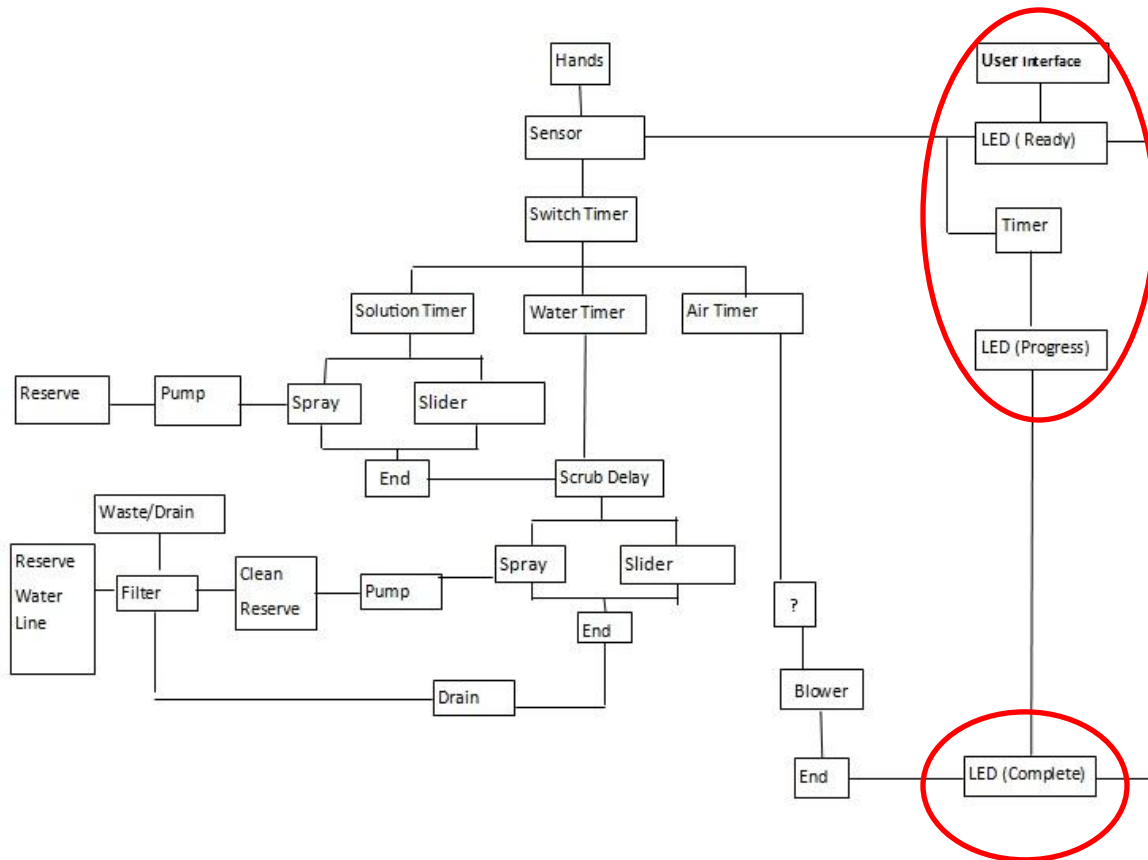 Hands
User Interface
Sensor
LED ( Ready)
Switch Timer
Timer
Solution Timer
Water Timer
Air Timer
LED (Progress)
Reserve
Pump
Spray
Slider
End
Scrub Delay
Waste/Drain
Reserve
Water
Line
Filter
Clean
Reserve
Pump
Spray
Slider
?
End
Drain
Blower
End
LED (Complete)